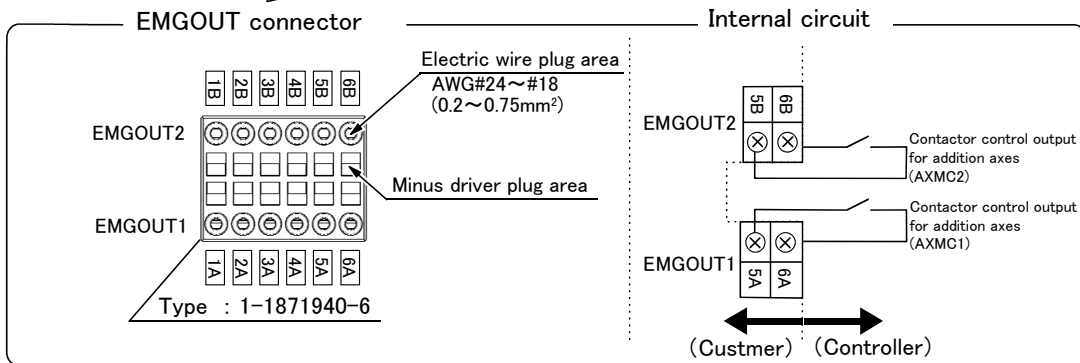 EMGOUT connector
Internal circuit
Electric wire plug area
AWG#24～#18
(0.2～0.75mm²)
1B 2B 3B 4B 5B 6B
EMGOUT2
Minus driver plug area
EMGOUT1
1A 2A 3A 4A 5A 6A
Type : 1-1871940-6
5B 6B
EMGOUT2
Contactor control output
for addition axes
(AXMC2)
Contactor control output
for addition axes
(AXMC1)
EMGOUT1
5A 6A
(Custmer) (Controller)